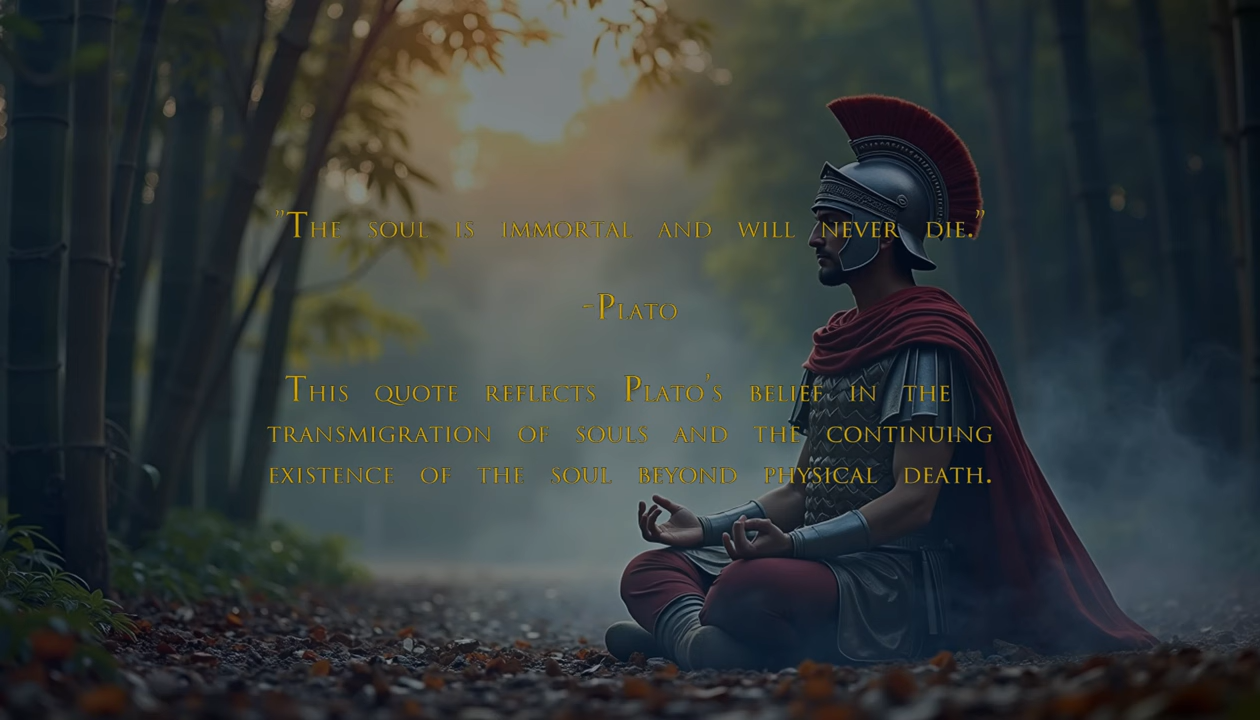 "The soul is immortal and will never die."
-Plato
This quote reflects Plato's belief in the
transmigration of souls and the continuing
existence of the soul beyond physical death.